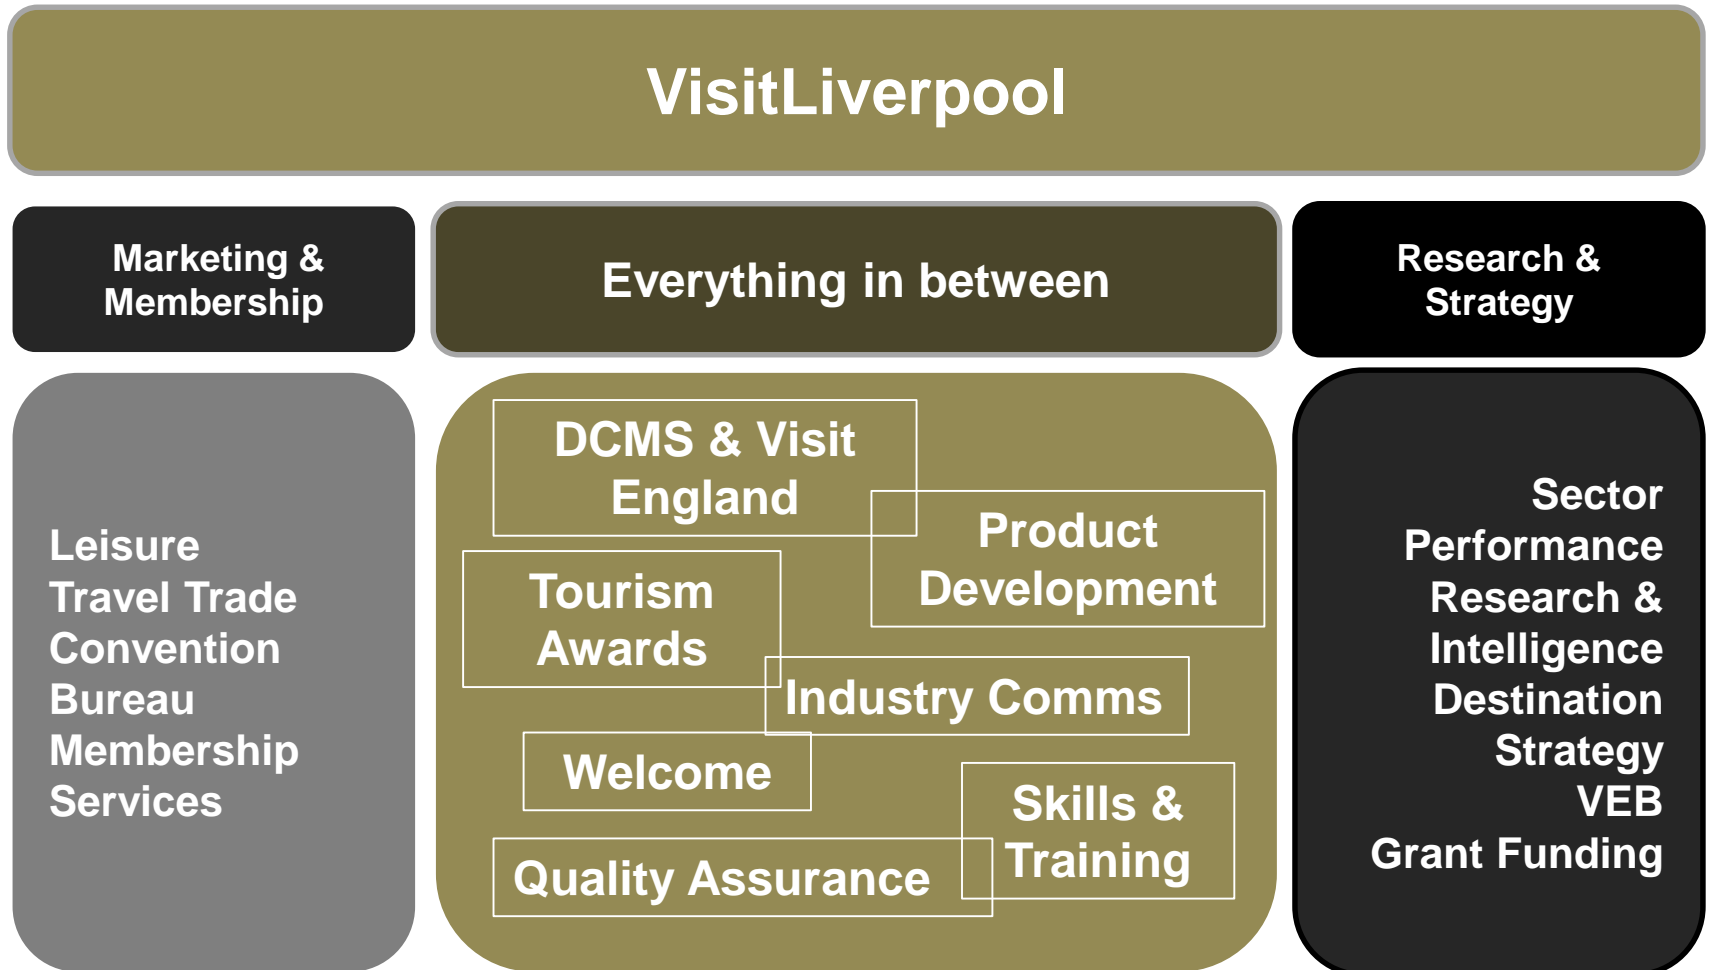 VisitLiverpool
Marketing &
Membership
Everything in between
Research &
Strategy
Leisure
Travel Trade
Convention
Bureau
Membership
Services
DCMS & Visit
England
Product
Development
Tourism
Awards
Industry Comms
Welcome
Skills &
Training
Quality Assurance
Sector
Performance
Research &
Intelligence
Destination
Strategy
VEB
Grant Funding